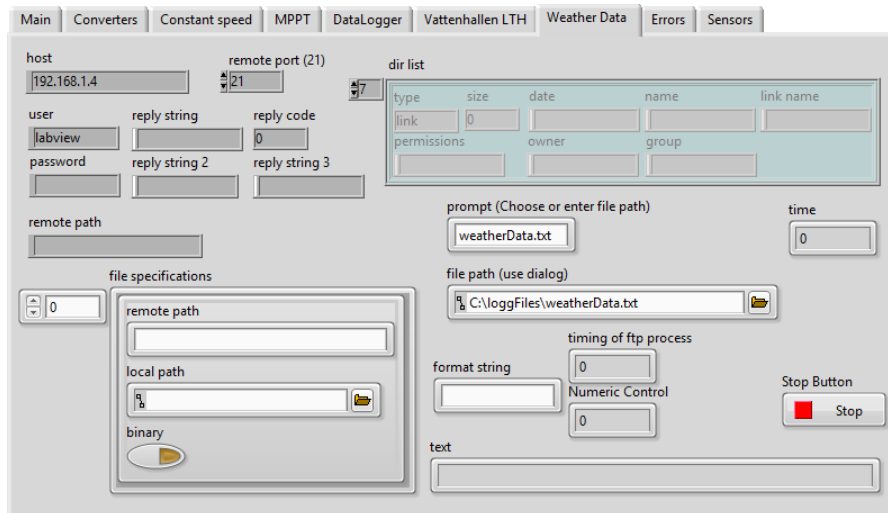 Main Converters Constant speed MPPT DataLogger Vattenhallen LTH Weather Data Errors Sensors
host remote port (21) dir list
192.168.1.4 21 7
type size date name link name
link 0
permissions owner group
user reply string reply code
labview 0
password reply string 2 reply string 3
remote path
prompt (Choose or enter file path) time
weatherData.txt 0
file specifications file path (use dialog)
0 C:\loggFiles\weatherData.txt
remote path
local path
binary
timing of ftp process
format string 0
Numeric Control
0
Stop Button
Stop
text